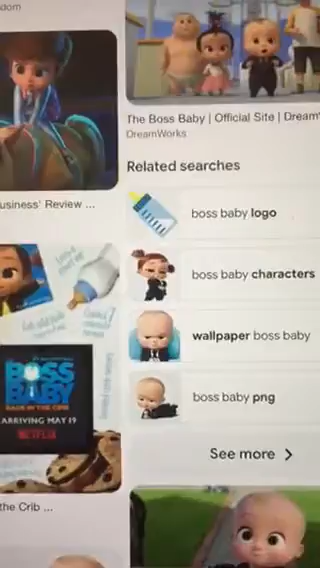 dom
The Boss Baby | Official Site | Dream
DreamWorks
Related searches
usiness' Review ...
boss baby logo
boss baby characters
wallpaper boss baby
boss baby png
BOSS
BABY
BACK IN THE CRIB
ARRIVING MAY 19
NETFLIX
See more
the Crib ...